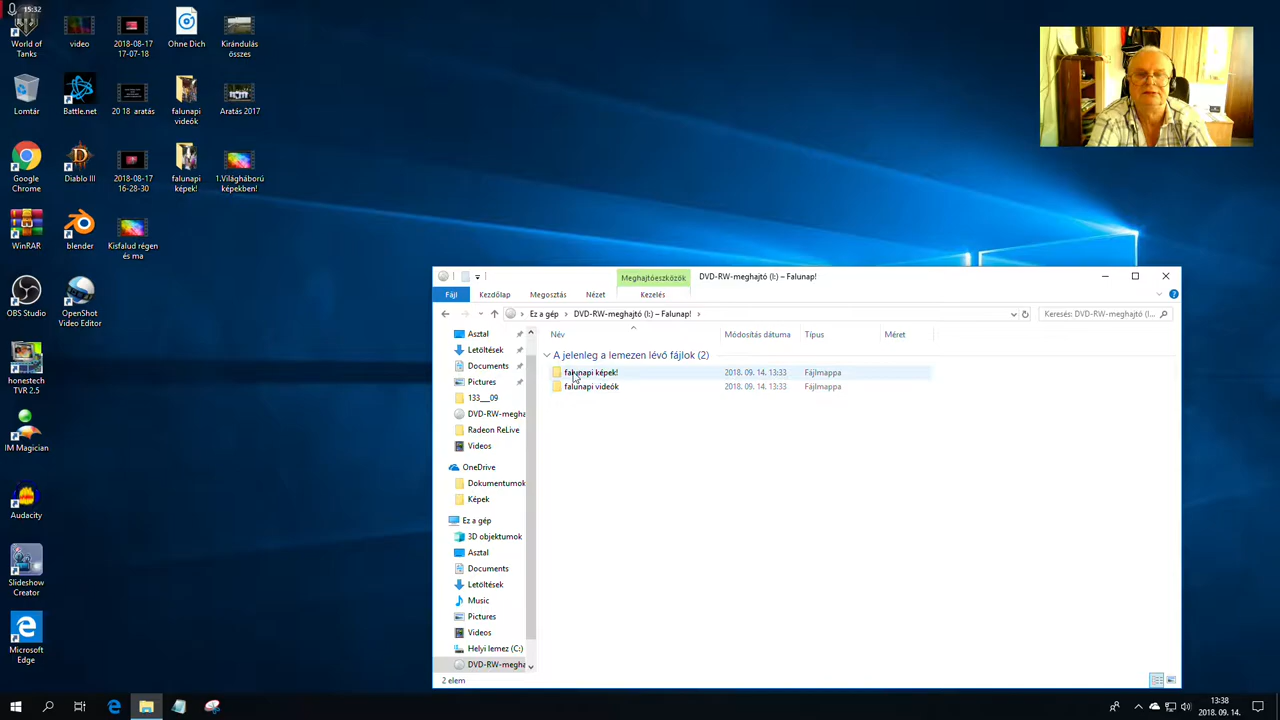 15:32
World of
Tanks
video
2018-08-17
17-07-18
Ohne Dich
Kirándulás
összes
Lomtár
Battle.net
20 18 aratás
falunapi
videók
Aratás 2017
Google
Chrome
Diablo III
2018-08-17
16-28-30
falunapi
képek!
1.Világháború
képekben!
WinRAR
blender
Kisfalud régen
és ma
OBS Studio
OpenShot
Video Editor
honestech
TVR 2.5
IM Magician
Audacity
Slideshow
Creator
Microsoft
Edge
Meghajtóeszközök
DVD-RW-meghajtó (I:) – Falunap!
Fájl
Kezdőlap
Megosztás
Nézet
Kezelés
Ez a gép
DVD-RW-meghajtó (I:) – Falunap!
Keresés: DVD-RW-meghajtó (I...
Név
Módosítás dátuma
Típus
Méret
A jelenleg a lemezen lévő fájlok (2)
falunapi képek!
2018. 09. 14. 13:33
Fájlmappa
falunapi videók
2018. 09. 14. 13:33
Fájlmappa
Asztal
Letöltések
Documents
Pictures
133___09
DVD-RW-megha
Radeon ReLive
Videos
OneDrive
Dokumentumok
Képek
Ez a gép
3D objektumok
Asztal
Documents
Letöltések
Music
Pictures
Videos
Helyi lemez (C:)
DVD-RW-megha
2 elem
13:38
2018. 09. 14.